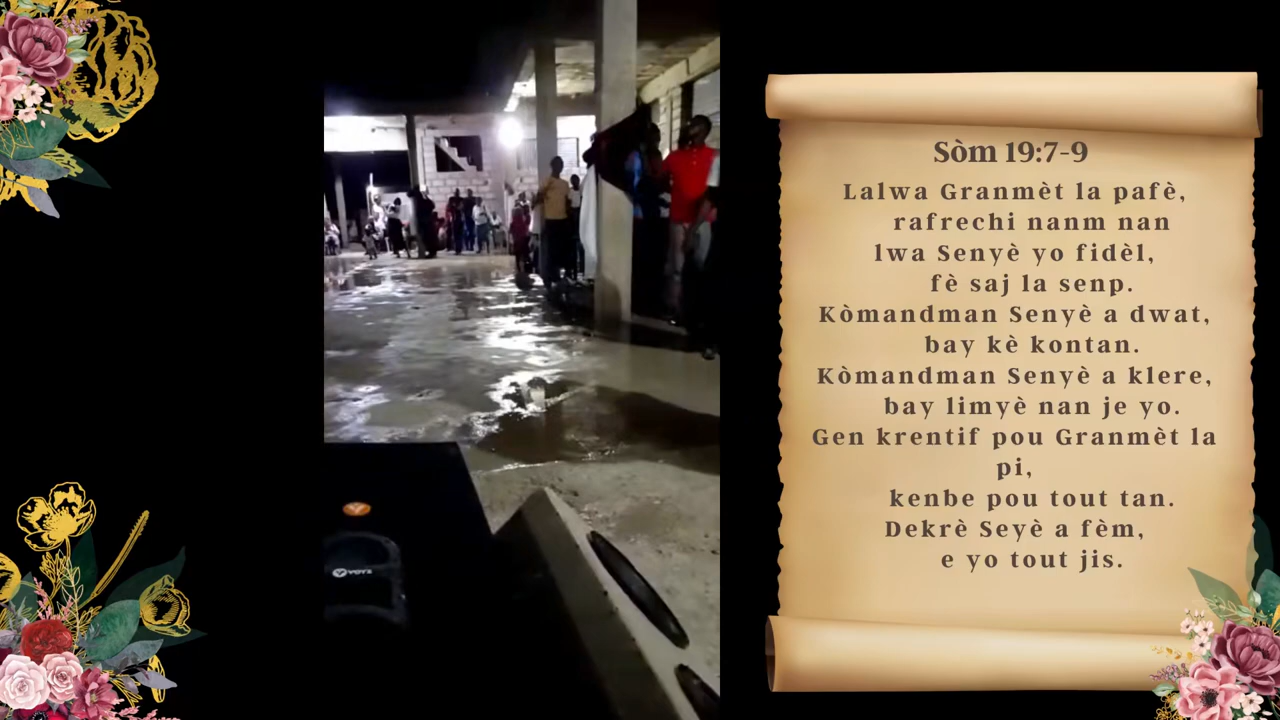 Sòm 19:7-9
Lalwa Granmèt la pafè,
rafrechi nanm nan
lwa Senyè yo fidèl,
fè saj la senp.
Kòmandman Senyè a dwat,
bay kè kontan.
Kòmandman Senyè a klere,
bay limyè nan je yo.
Gen krentif pou Granmèt la
pi,
kenbe pou tout tan.
Dekrè Seyè a fèm,
e yo tout jis.